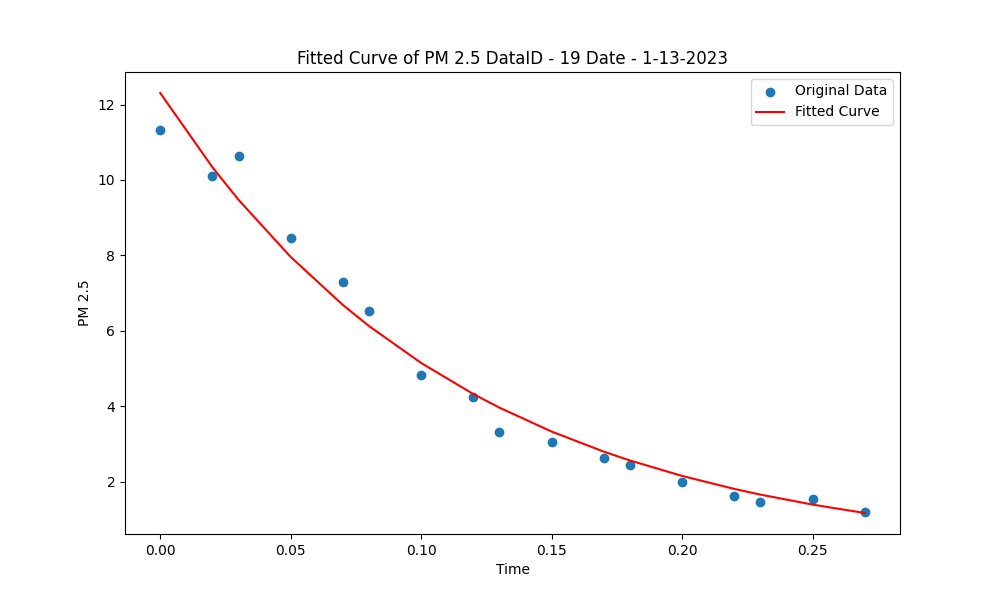 Fitted Curve of PM 2.5 DataID - 19 Date - 1-13-2023
Original Data
Fitted Curve
12
10
8
6
4
2
PM 2.5
0.00 0.05 0.10 0.15 0.20 0.25
Time